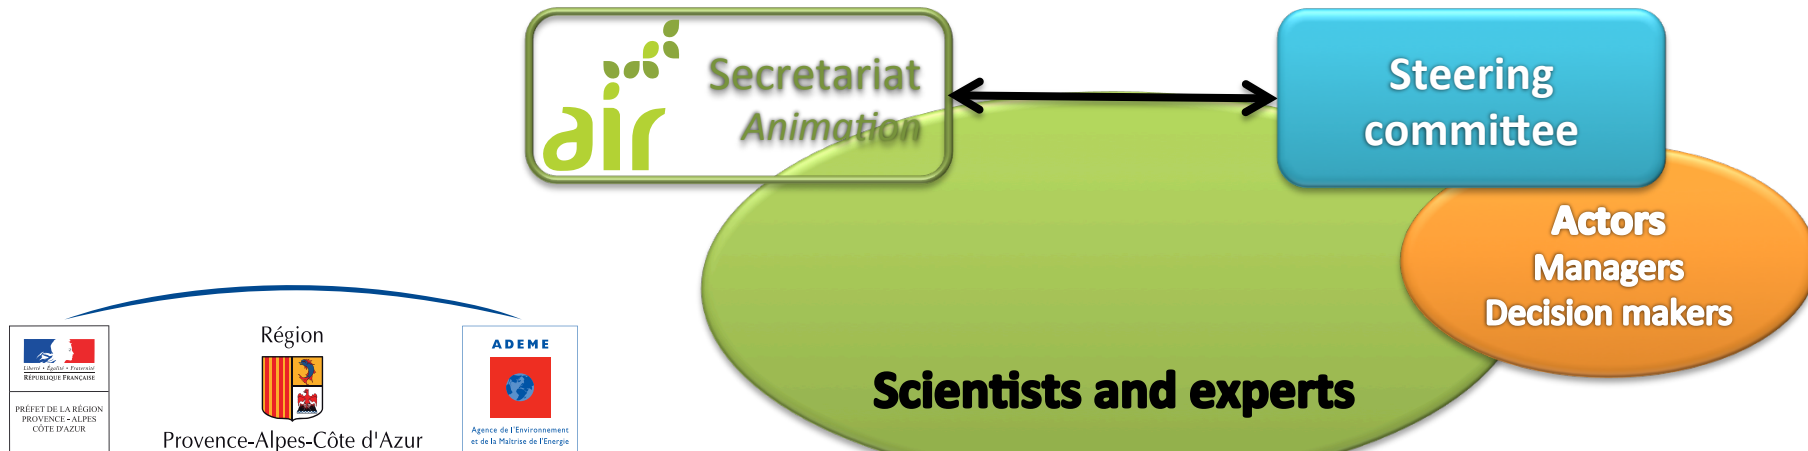 air
Secretariat
Animation
Steering
committee
Actors
Managers
Decision makers
Scientists and experts
Liberté • Égalité • Fraternité
RÉPUBLIQUE FRANÇAISE
PRÉFET DE LA RÉGION
PROVENCE - ALPES
CÔTE D'AZUR
Région
Provence-Alpes-Côte d'Azur
ADEME
Agence de l'Environnement
et de la Maîtrise de l'Energie